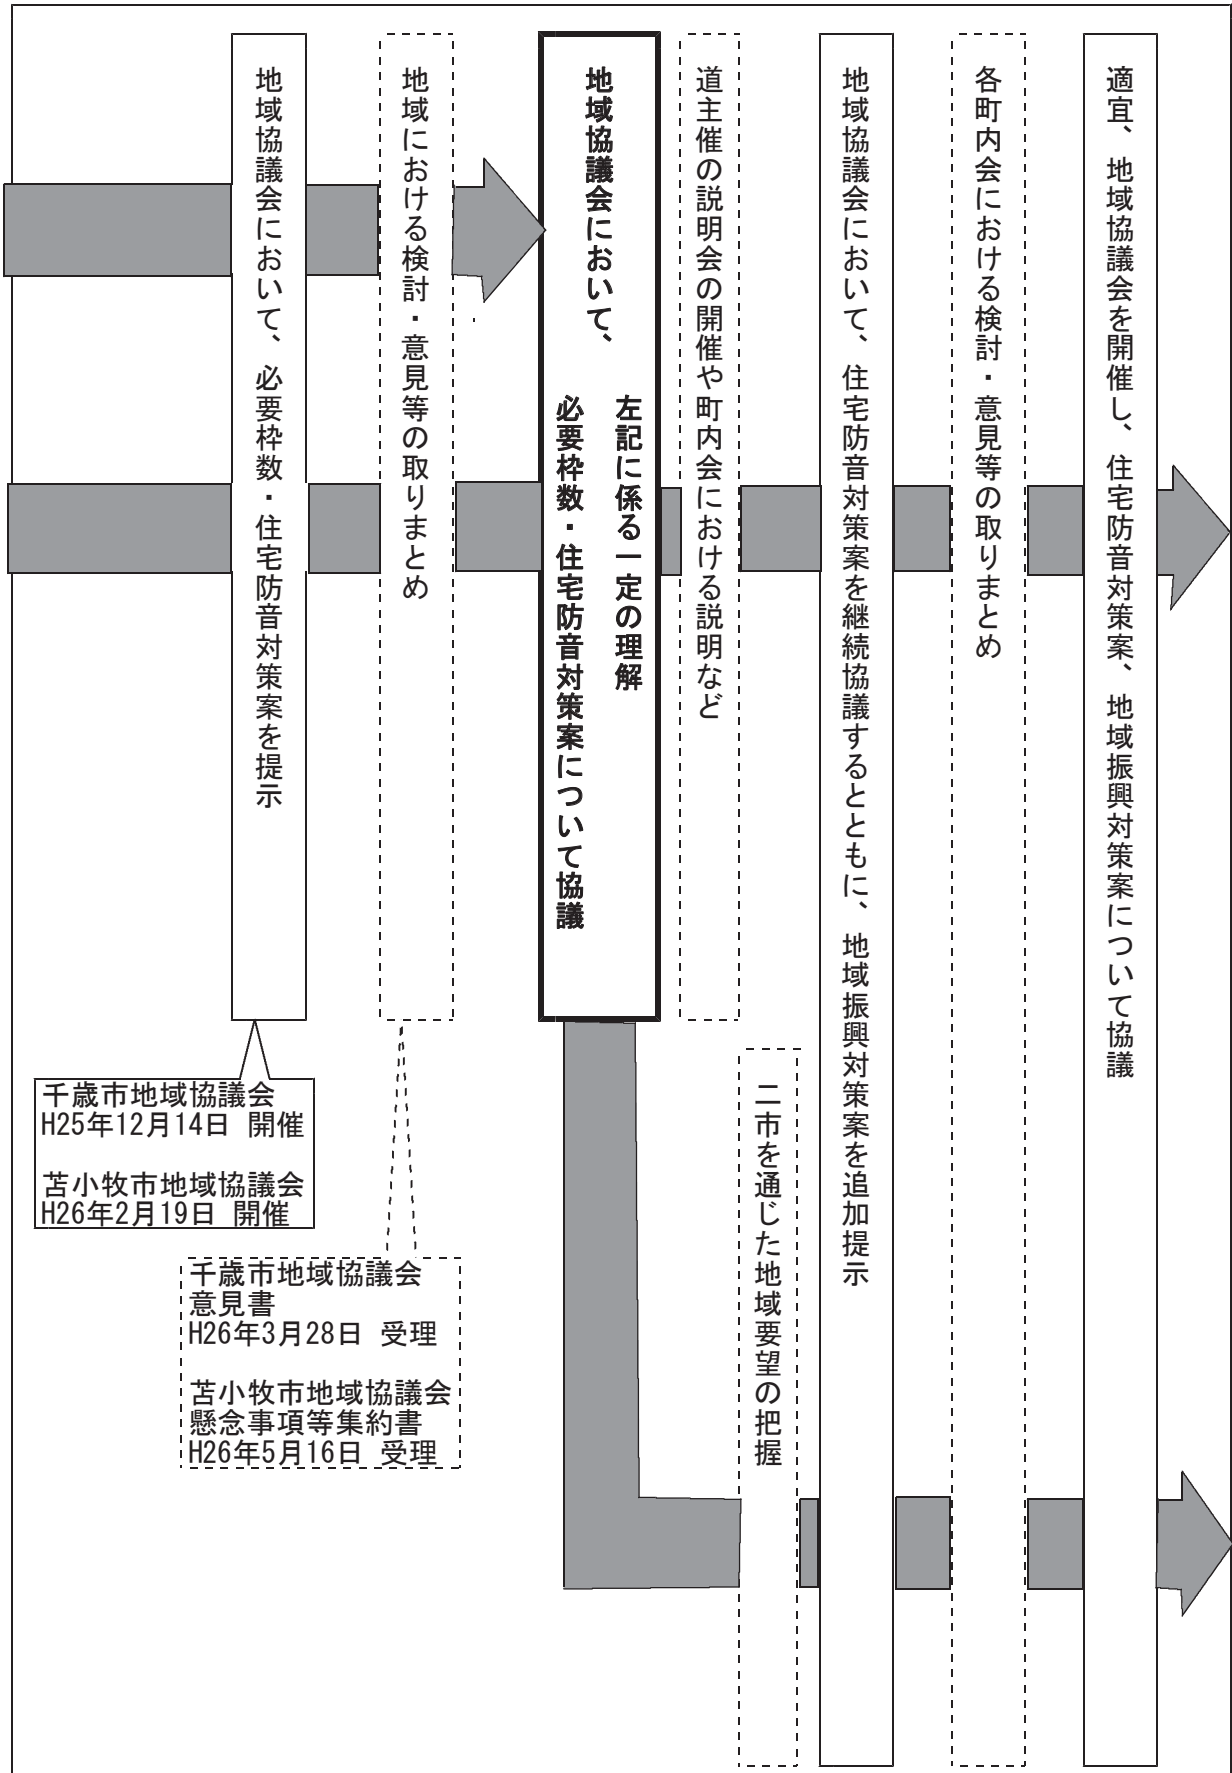 地域協議会において、必要枠数・住宅防音対策案を提示
地域における検討・意見等の取りまとめ
地域協議会において、
左記に係る一定の理解
必要枠数・住宅防音対策案について協議
道主催の説明会の開催や町内会における説明など
二市を通じた地域要望の把握
地域協議会において、住宅防音対策案を継続協議するとともに、地域振興対策案を追加提示
各町内会における検討・意見等の取りまとめ
適宜、地域協議会を開催し、住宅防音対策案、地域振興対策案について協議
千歳市地域協議会
H25年12月14日 開催
苫小牧市地域協議会
H26年2月19日 開催
千歳市地域協議会
意見書
H26年3月28日 受理
苫小牧市地域協議会
懸念事項等集約書
H26年5月16日 受理